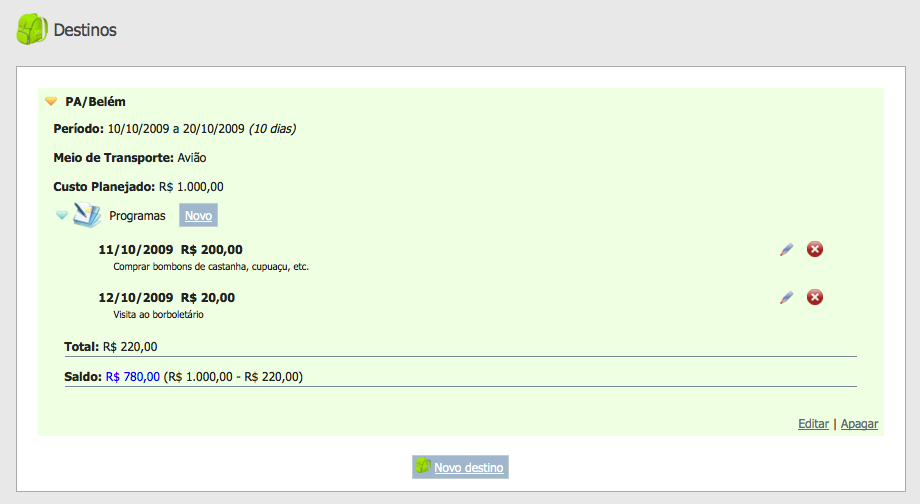 Destinos
PA/Belém
Período: 10/10/2009 a 20/10/2009 (10 dias)
Meio de Transporte: Avião
Custo Planejado: R$ 1.000,00
Programas Novo
11/10/2009 R$ 200,00
Comprar bombons de castanha, cupuaçu, etc.
12/10/2009 R$ 20,00
Visita ao borboletário
Total: R$ 220,00
Saldo: R$ 780,00 (R$ 1.000,00 - R$ 220,00)
Editar | Apagar
Novo destino